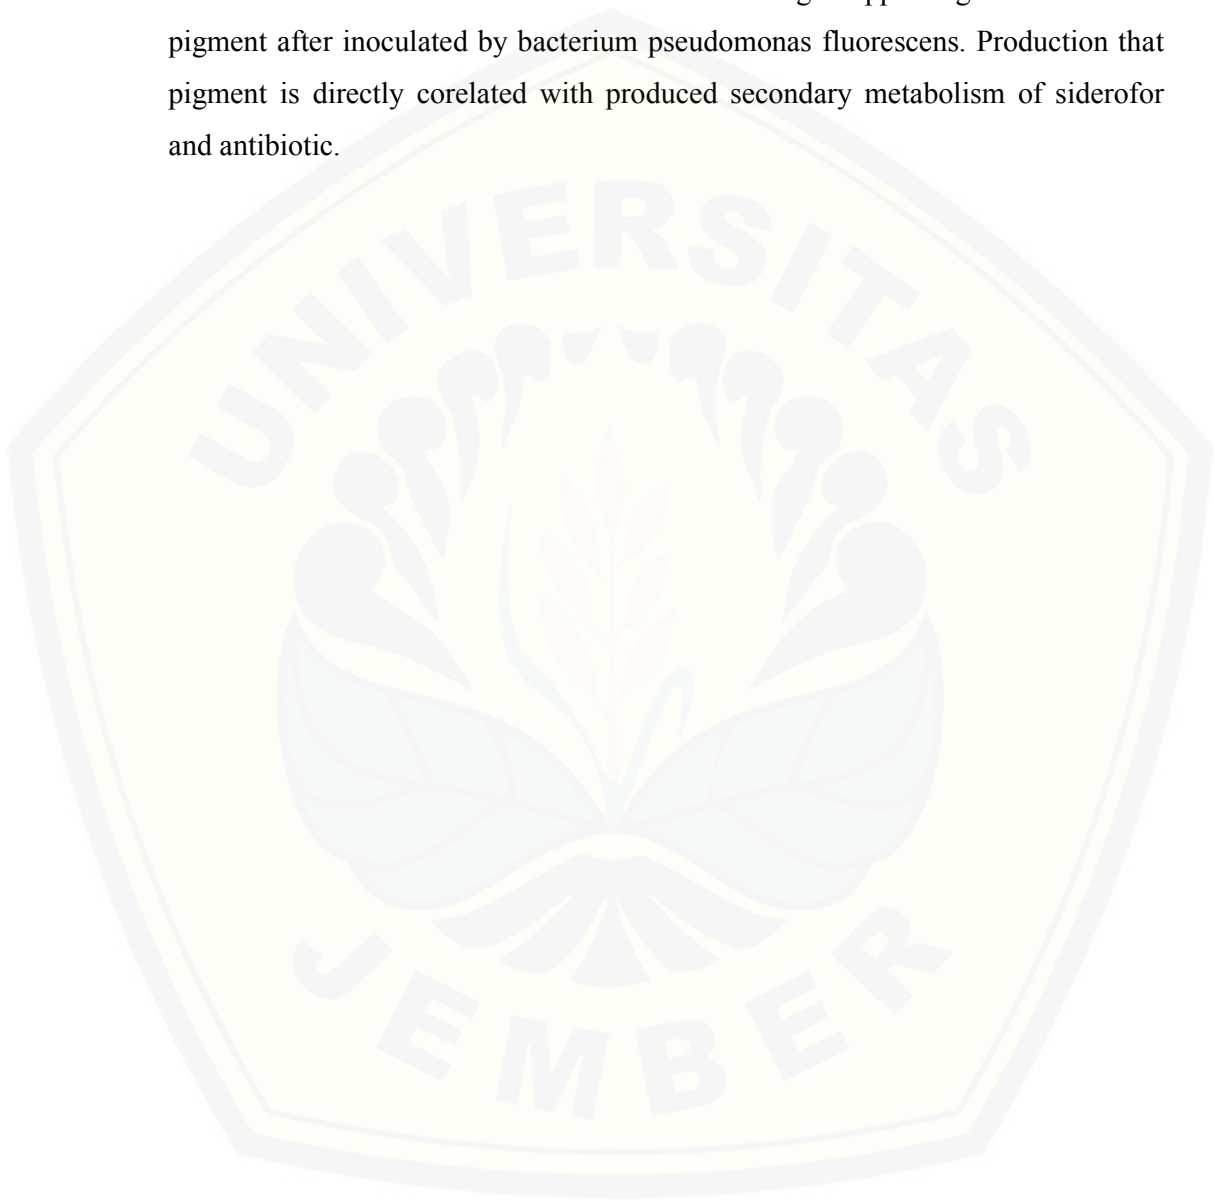 pigment after inoculated by bacterium pseudomonas fluorescens. Production that
pigment is directly corelated with produced secondary metabolism of siderofor
and antibiotic.
UNIVERSITAS
JEMBER